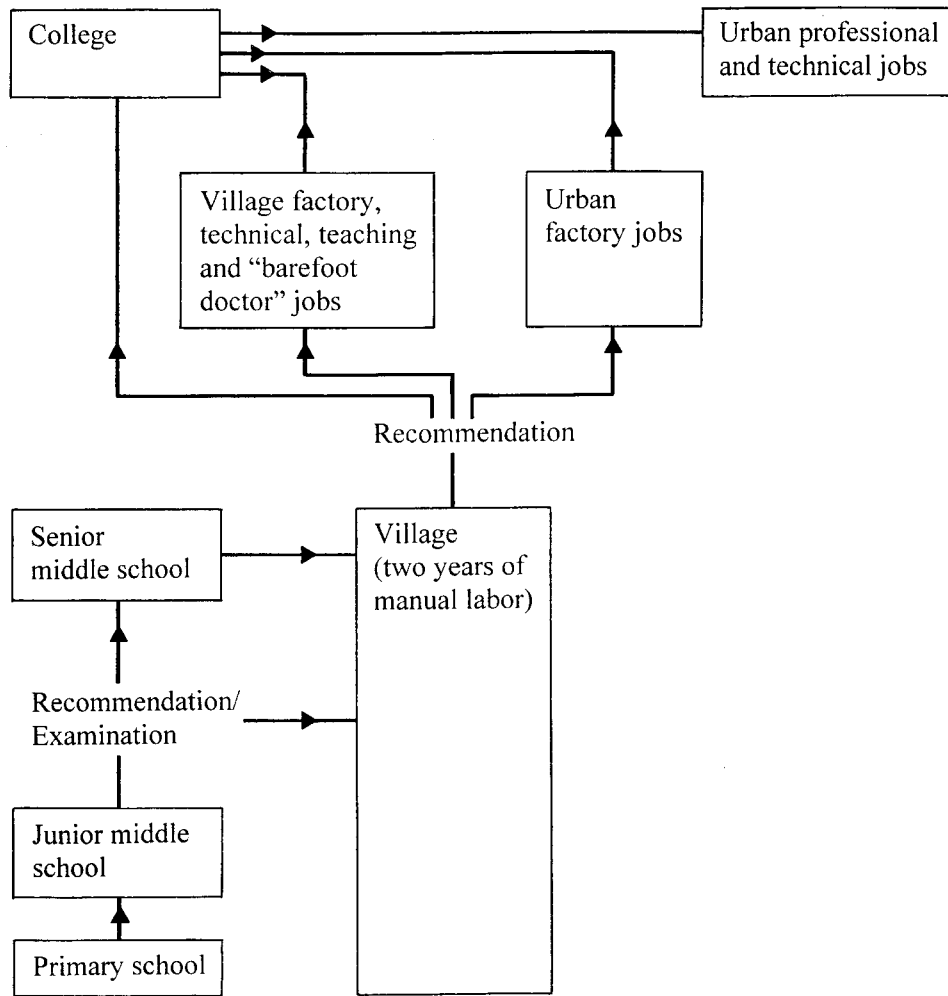 College
Urban professional
and technical jobs
Village factory,
technical, teaching
and “barefoot
doctor” jobs
Urban
factory jobs
Recommendation
Senior
middle school
Village
(two years of
manual labor)
Recommendation/
Examination
Junior middle
school
Primary school